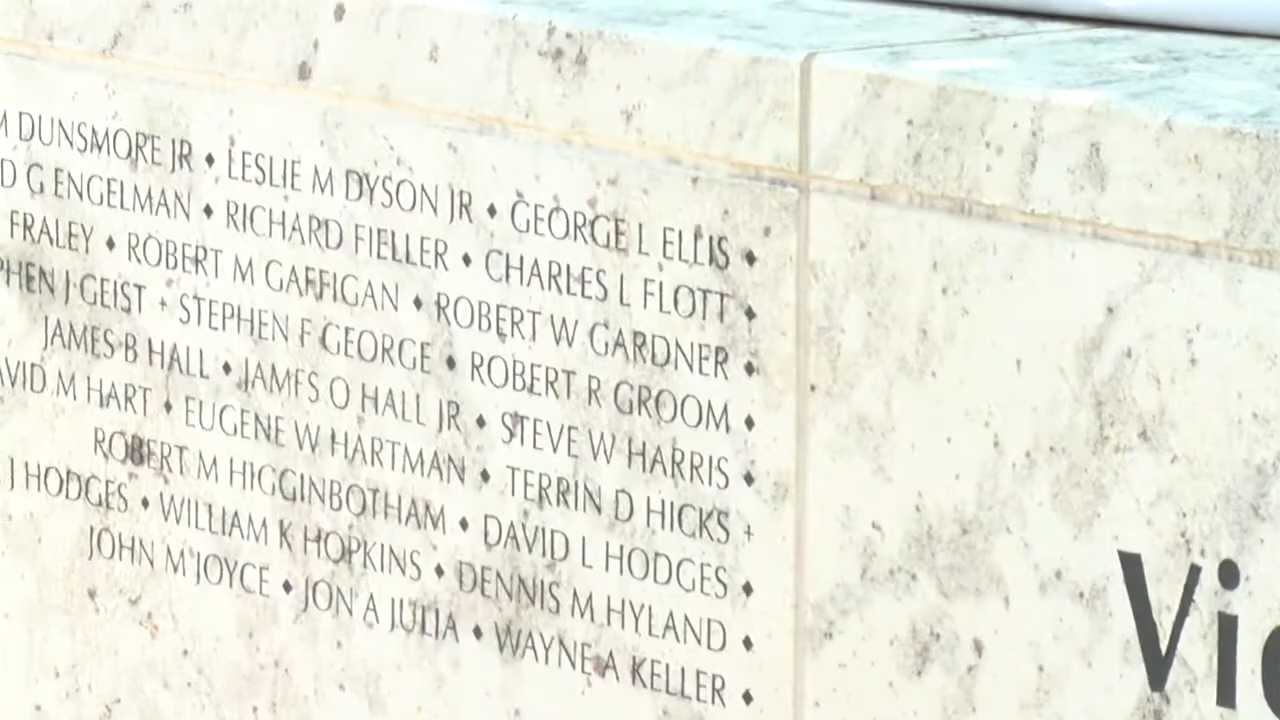 M DUNSMORE JR ♦ LESLIE M DYSON JR ♦ GEORGE L ELLIS ♦
D G ENGELMAN ♦ RICHARD FIELLER ♦ CHARLES L FLOTT ♦
FRALEY ♦ ROBERT M GAFFIGAN ♦ ROBERT W GARDNER ♦
PHEN J GEIST + STEPHEN F GEORGE ♦ ROBERT R GROOM ♦
JAMES B HALL ♦ JAMES O HALL JR ♦ STEVE W HARRIS ♦
AVID M HART ♦ EUGENE W HARTMAN ♦ TERRIN D HICKS +
ROBERT M HIGGINBOTHAM ♦ DAVID L HODGES ♦
J HODGES ♦ WILLIAM K HOPKINS ♦ DENNIS M HYLAND ♦
JOHN M JOYCE ♦ JON A JULIA ♦ WAYNE A KELLER ♦
Vi